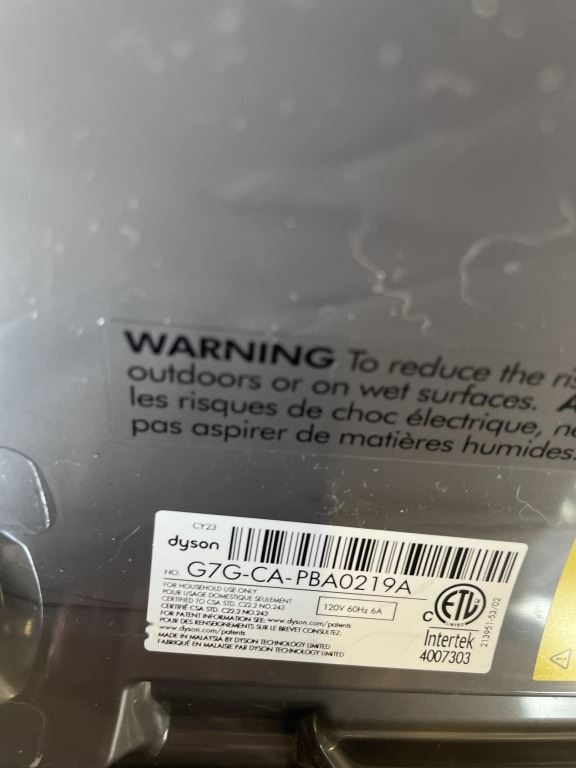 WARNING To reduce the
outdoors or on wet surfaces.
les risques de choc électrique,
pas aspirer de matières humides.
CY23
dyson
NO. G7G-CA-PBA0219A
FOR HOUSEHOLD USE ONLY
POUR USAGE DOMESTIQUE SEULEMENT
CERTIFIED TO CSA STD. C22.2 NO.243
CERTIFIÉ CSA STD. C22.2 NO.243
FOR PATENT INFORMATION SEE: www.dyson.com/patents
POUR DES RENSEIGNEMENTS SUR LE BREVET CONSULTEZ:
www.dyson.com/patents
MADE IN MALAYSIA BY DYSON TECHNOLOGY LIMITED
FABRIQUÉ EN MALAISIE PAR DYSON TECHNOLOGY LIMITED
120V 60Hz 6A
C ETL
LISTED
Intertek
4007303
213951-53/02